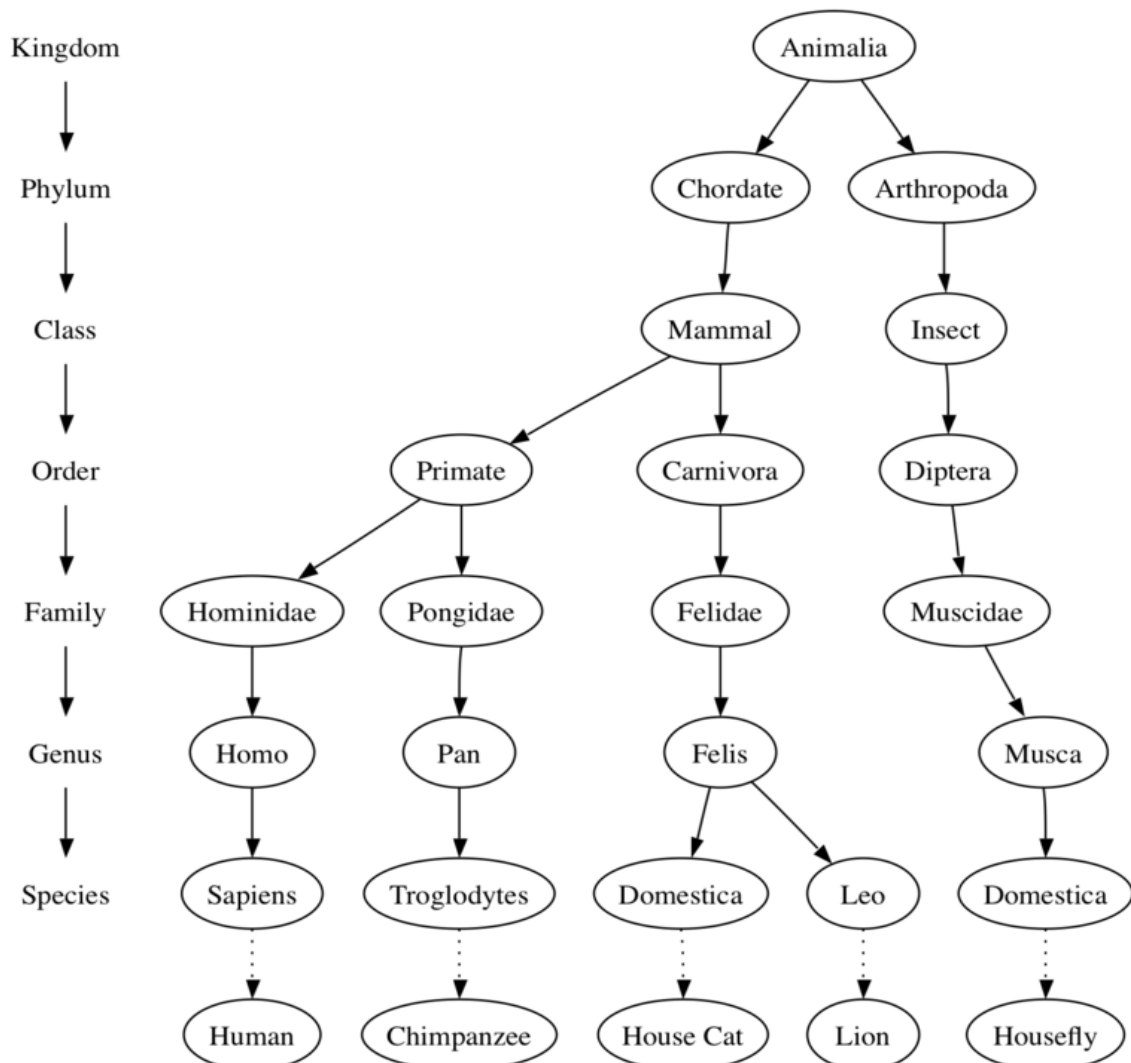 Kingdom
Animalia
Phylum
Chordate
Arthropoda
Class
Mammal
Insect
Order
Primate
Carnivora
Diptera
Family
Hominidae
Pongidae
Felidae
Muscidae
Genus
Homo
Pan
Felis
Musca
Species
Sapiens
Troglodytes
Domestica
Leo
Domestica
Human
Chimpanzee
House Cat
Lion
Housefly